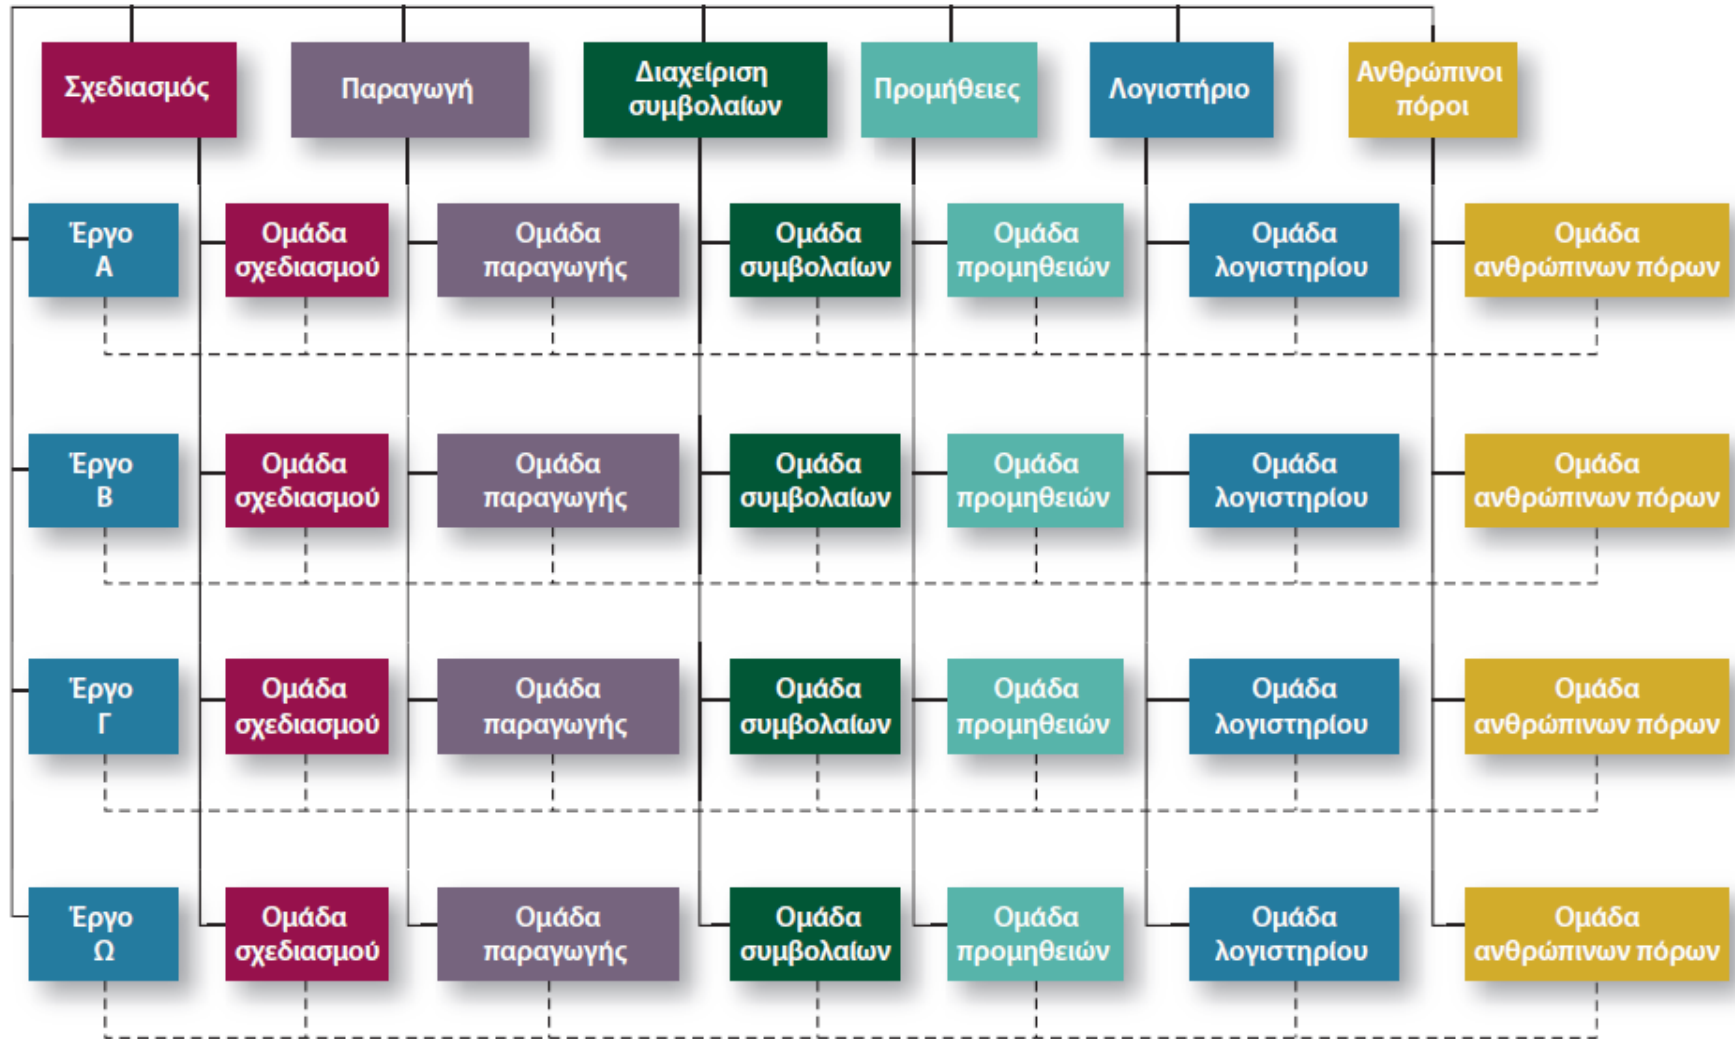 Σχεδιασμός
Παραγωγή
Διαχείριση
συμβολαίων
Προμήθειες
Λογιστήριο
Ανθρώπινοι
πόροι
Έργο
Α
Ομάδα
σχεδιασμού
Ομάδα
παραγωγής
Ομάδα
συμβολαίων
Ομάδα
προμηθειών
Ομάδα
λογιστηρίου
Ομάδα
ανθρώπινων πόρων
Έργο
Β
Ομάδα
σχεδιασμού
Ομάδα
παραγωγής
Ομάδα
συμβολαίων
Ομάδα
προμηθειών
Ομάδα
λογιστηρίου
Ομάδα
ανθρώπινων πόρων
Έργο
Γ
Ομάδα
σχεδιασμού
Ομάδα
παραγωγής
Ομάδα
συμβολαίων
Ομάδα
προμηθειών
Ομάδα
λογιστηρίου
Ομάδα
ανθρώπινων πόρων
Έργο
Ω
Ομάδα
σχεδιασμού
Ομάδα
παραγωγής
Ομάδα
συμβολαίων
Ομάδα
προμηθειών
Ομάδα
λογιστηρίου
Ομάδα
ανθρώπινων πόρων